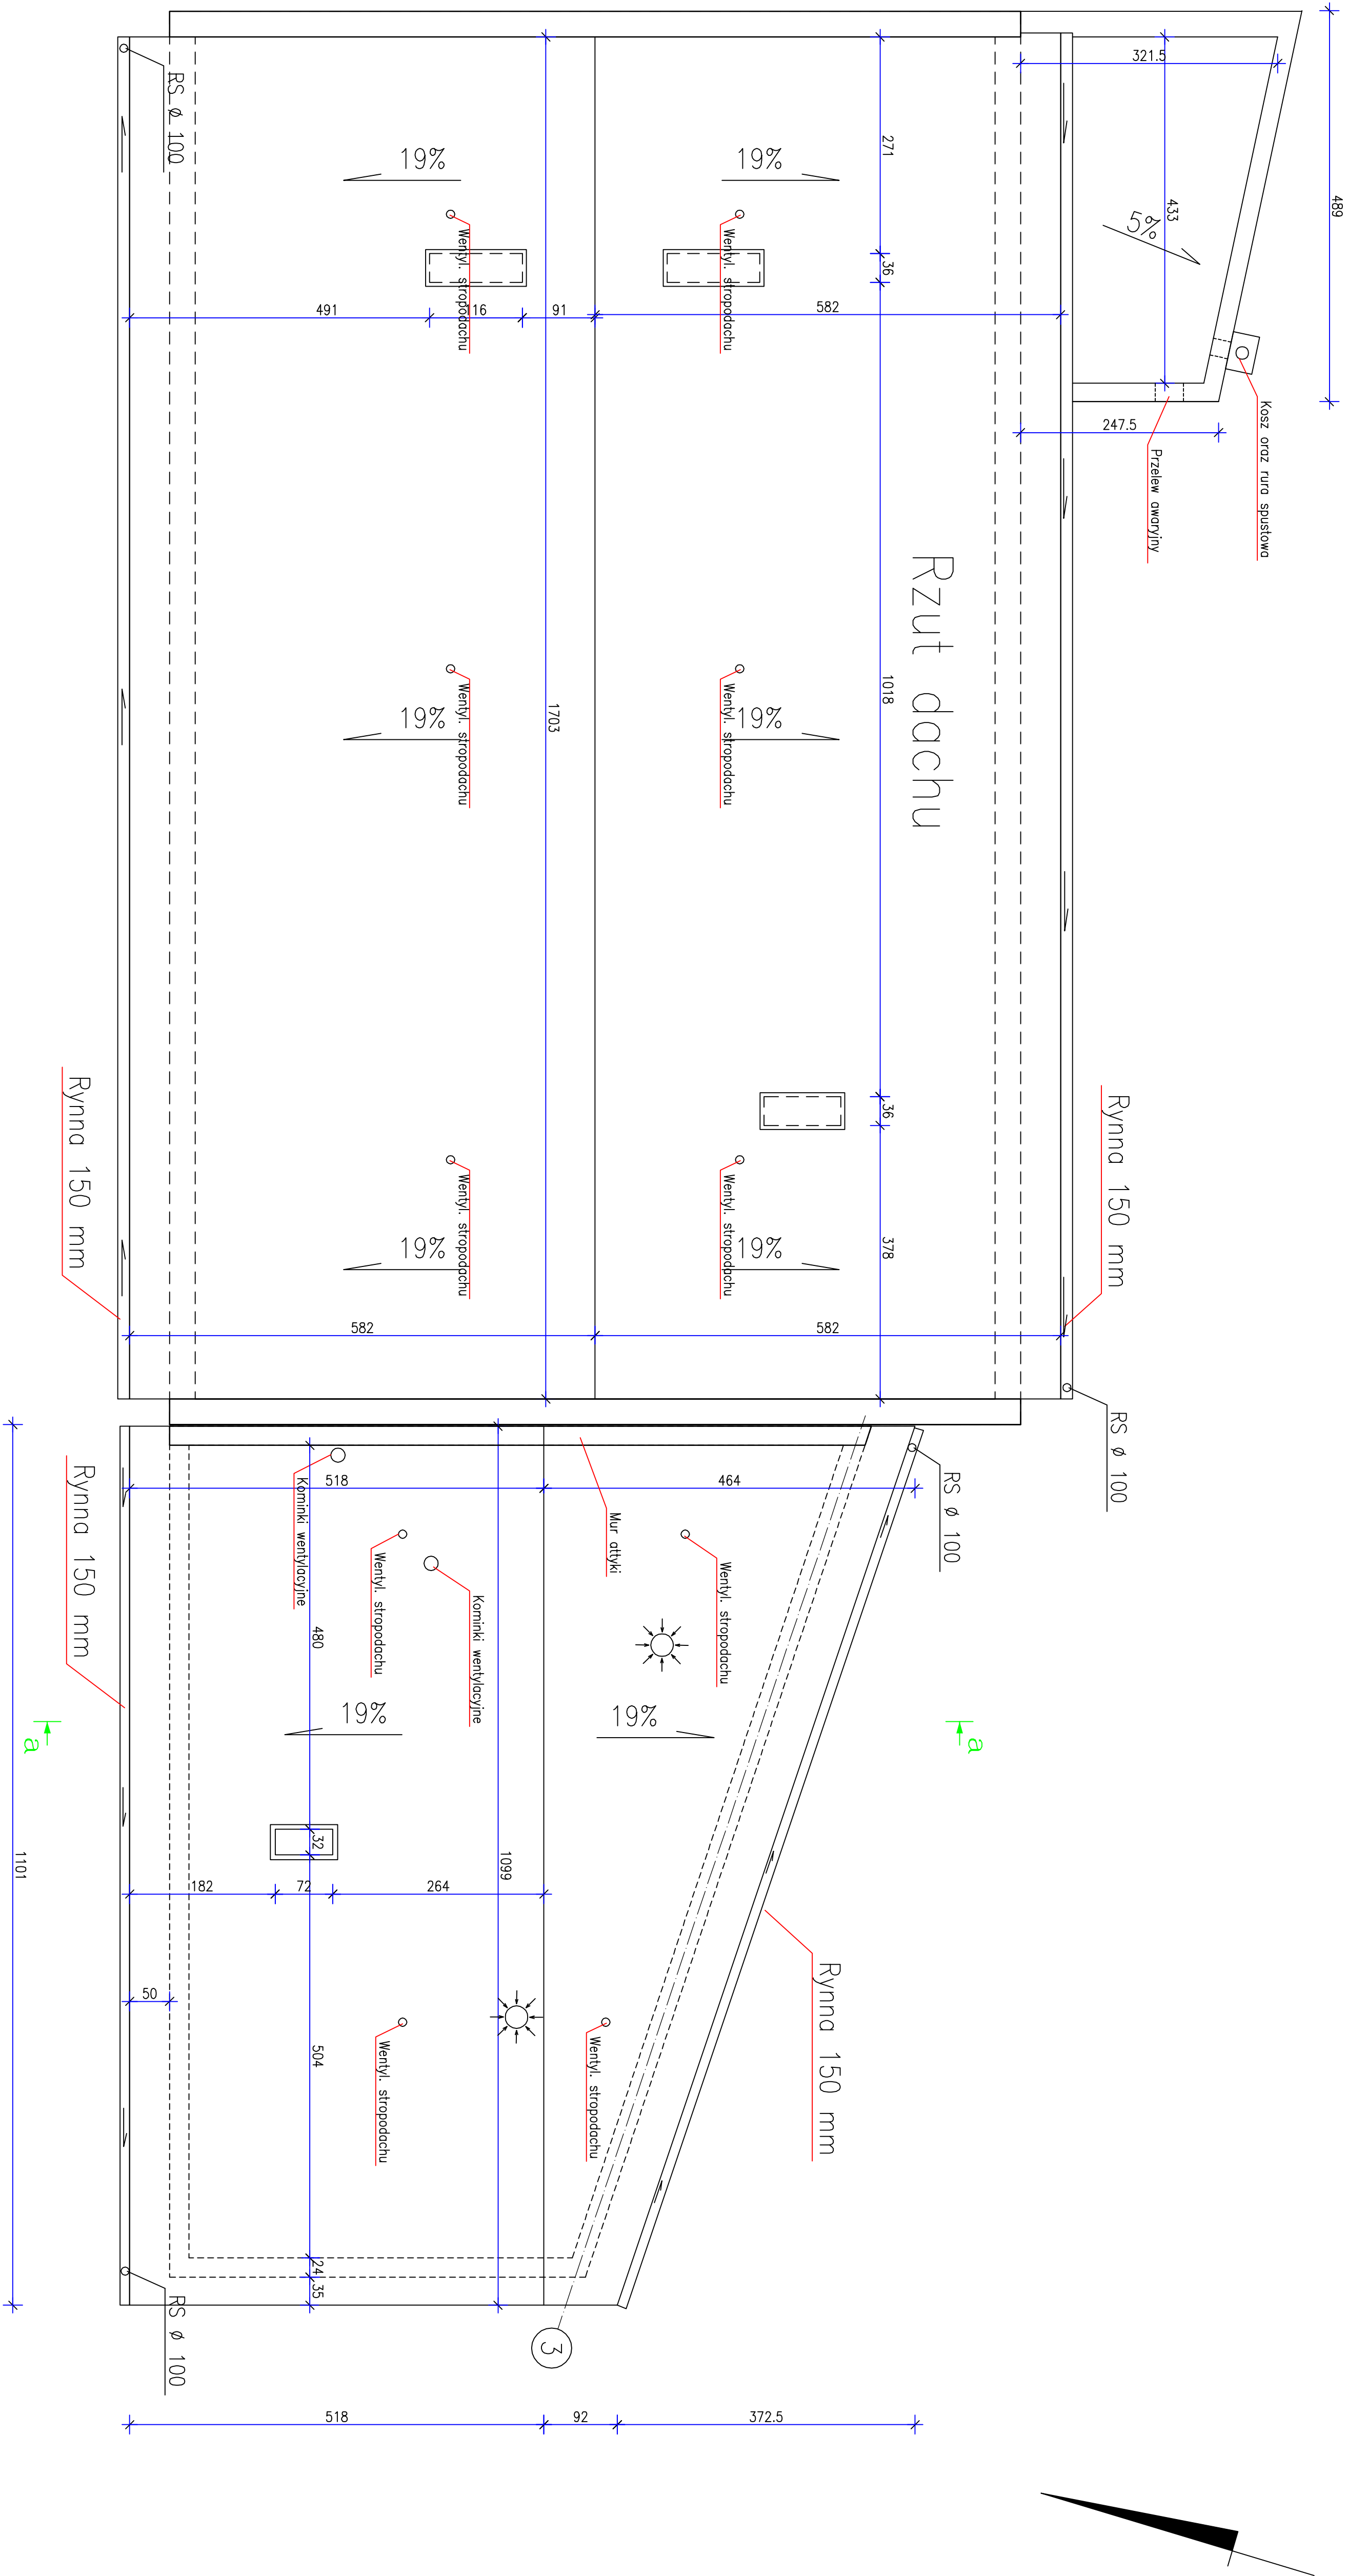 489
321.5
RS ø 100
19%
19%
271
433
5%
36
491
116
91
582
Wentyl. stropodachu
Wentyl. stropodachu
247.5
Kosz oraz rura spustowa
Przelew awaryjny
Rzut dachu
1018
1703
19%
19%
Wentyl. stropodachu
Wentyl. stropodachu
36
Rynna 150 mm
Rynna 150 mm
Wentyl. stropodachu
Wentyl. stropodachu
19%
19%
378
582
582
RS ø 100
RS ø 100
518
464
Rynna 150 mm
Kominki wentylacyjne
Mur attyki
Wentyl. stropodachu
Wentyl. stropodachu
Kominki wentylacyjne
480
19%
19%
a
a
32
1099
1101
182
72
264
Rynna 150 mm
50
504
Wentyl. stropodachu
Wentyl. stropodachu
24
35
RS ø 100
3
518
92
372.5